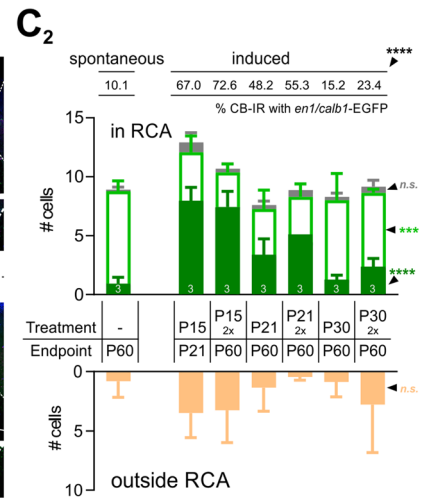 C2
spontaneous induced ****
10.1 67.0 72.6 48.2 55.3 15.2 23.4
% CB-IR with en1/calb1-EGFP
15
in RCA
10
n.s.
# cells
***
5
****
3 3 3 3 3 3 3
0
Treatment - P15 P15 2x P21 P21 2x P30 P30 2x
Endpoint P60 P21 P60 P60 P60 P60 P60
0
n.s.
# cells
5
outside RCA
10